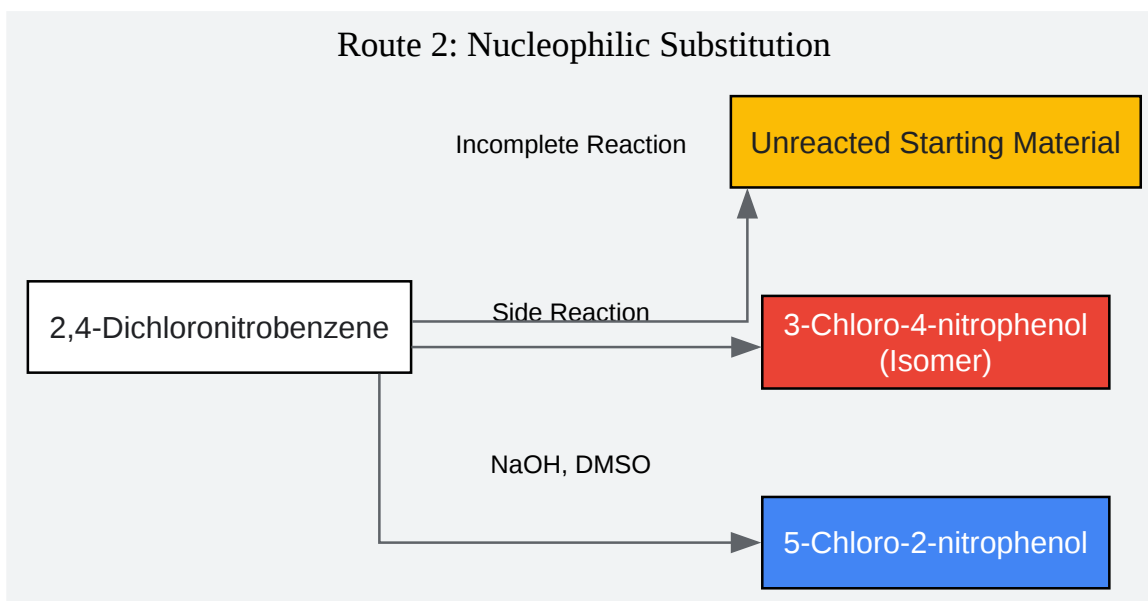 Route 2: Nucleophilic Substitution
Incomplete Reaction
Unreacted Starting Material
2,4-Dichloronitrobenzene
Side Reaction
3-Chloro-4-nitrophenol
(Isomer)
NaOH, DMSO
5-Chloro-2-nitrophenol